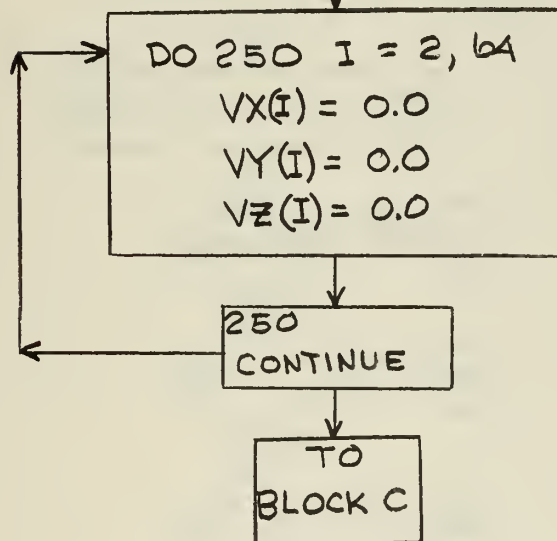 DO 250 I = 2, 64
VX(I) = 0.0
VY(I) = 0.0
VZ(I) = 0.0
250
CONTINUE
TO
BLOCK C